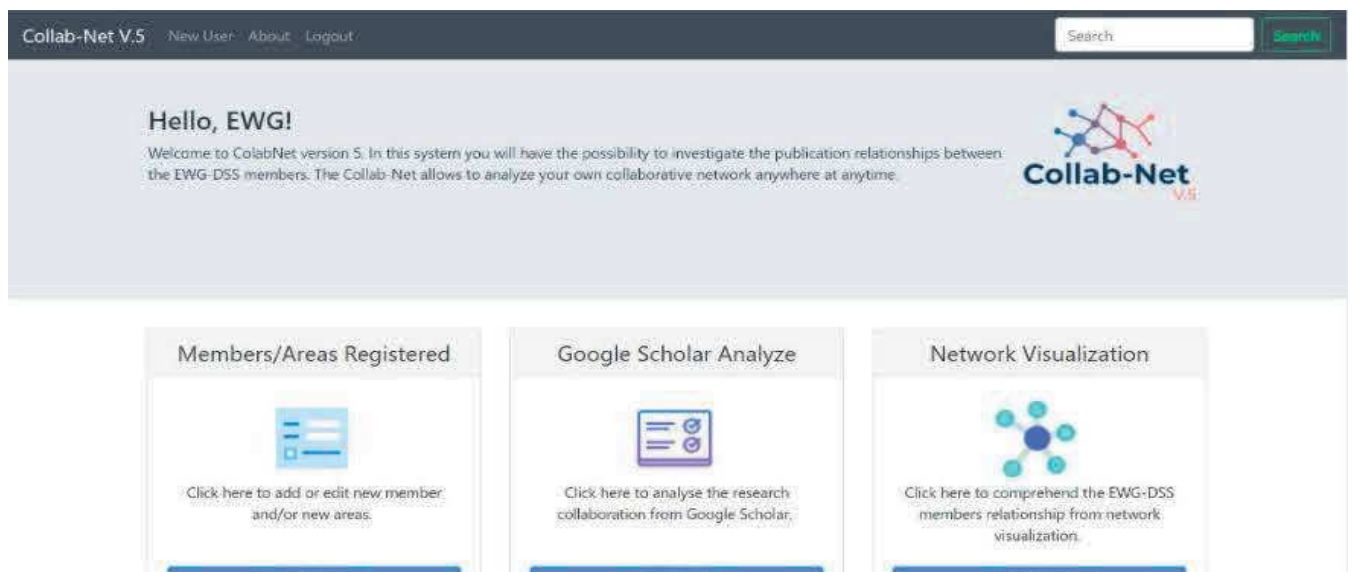 Collab-Net V.5 New User About Logout Search Search
Hello, EWG!
Welcome to ColabNet version 5. In this system you will have the possibility to investigate the publication relationships between
the EWG-DSS members. The Collab-Net allows to analyze your own collaborative network anywhere at anytime.
Collab-Net
V.5
Members/Areas Registered
Click here to add or edit new member
and/or new areas.
Google Scholar Analyze
Click here to analyse the research
collaboration from Google Scholar.
Network Visualization
Click here to comprehend the EWG-DSS
members relationship from network
visualization.